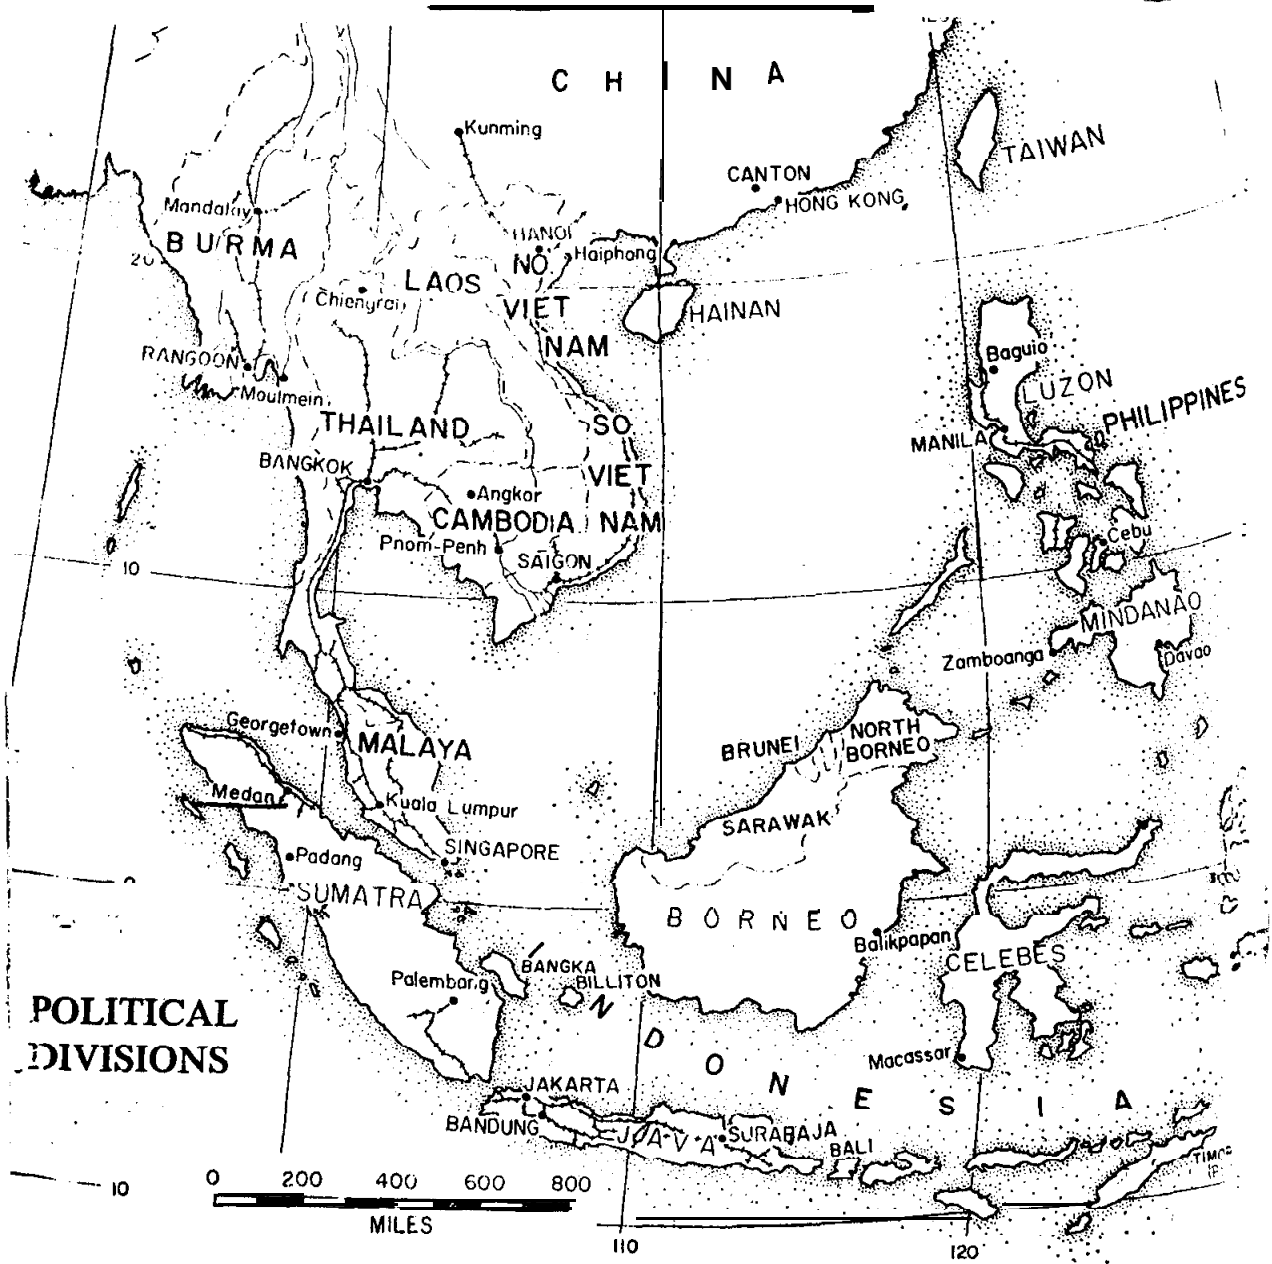 CHINA
Kunming
CANTON
HONG KONG
TAIWAN
Mandalay
BURMA
20
HANOI
Haiphong
NO
VIET
NAM
LAOS
Chiengrai
HAINAN
RANGOON
Moulmein
THAILAND
BANGKOK
Angkor
CAMBODIA
Pnom-Penh
SAIGON
SO
VIET
NAM
Baguio
LUZON
PHILIPPINES
MANILA
Cebu
MINDANAO
Zamboanga
Davao
10
Georgetown
MALAYA
Medan
Kuala Lumpur
SINGAPORE
Padang
SUMATRA
BRUNEI
NORTH
BORNEO
SARAWAK
BORNEO
Balikpapan
CELEBES
BANGKA
BILLITON
Palembang
POLITICAL
DIVISIONS
INDONESIA
Macassar
JAKARTA
BANDUNG
JAVA
SURABAJA
BALI
0 200 400 600 800
MILES
10
110
120